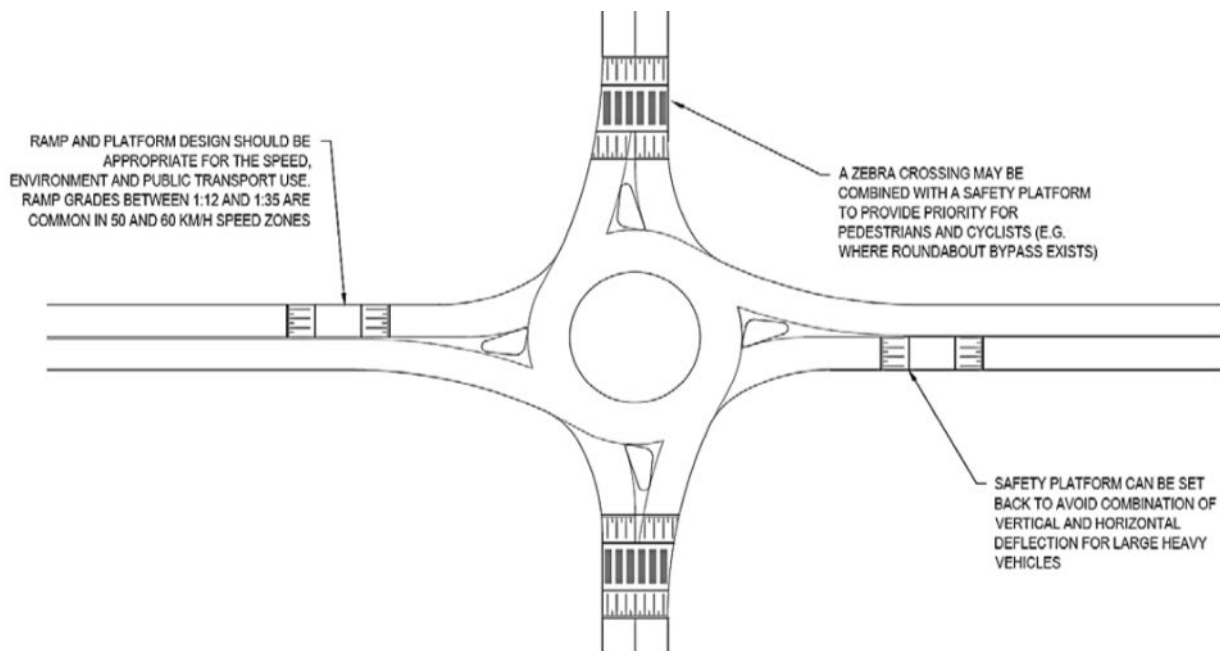 RAMP AND PLATFORM DESIGN SHOULD BE
APPROPRIATE FOR THE SPEED,
ENVIRONMENT AND PUBLIC TRANSPORT USE.
RAMP GRADES BETWEEN 1:12 AND 1:35 ARE
COMMON IN 50 AND 60 KM/H SPEED ZONES
A ZEBRA CROSSING MAY BE
COMBINED WITH A SAFETY PLATFORM
TO PROVIDE PRIORITY FOR
PEDESTRIANS AND CYCLISTS (E.G.
WHERE ROUNDABOUT BYPASS EXISTS)
SAFETY PLATFORM CAN BE SET
BACK TO AVOID COMBINATION OF
VERTICAL AND HORIZONTAL
DEFLECTION FOR LARGE HEAVY
VEHICLES